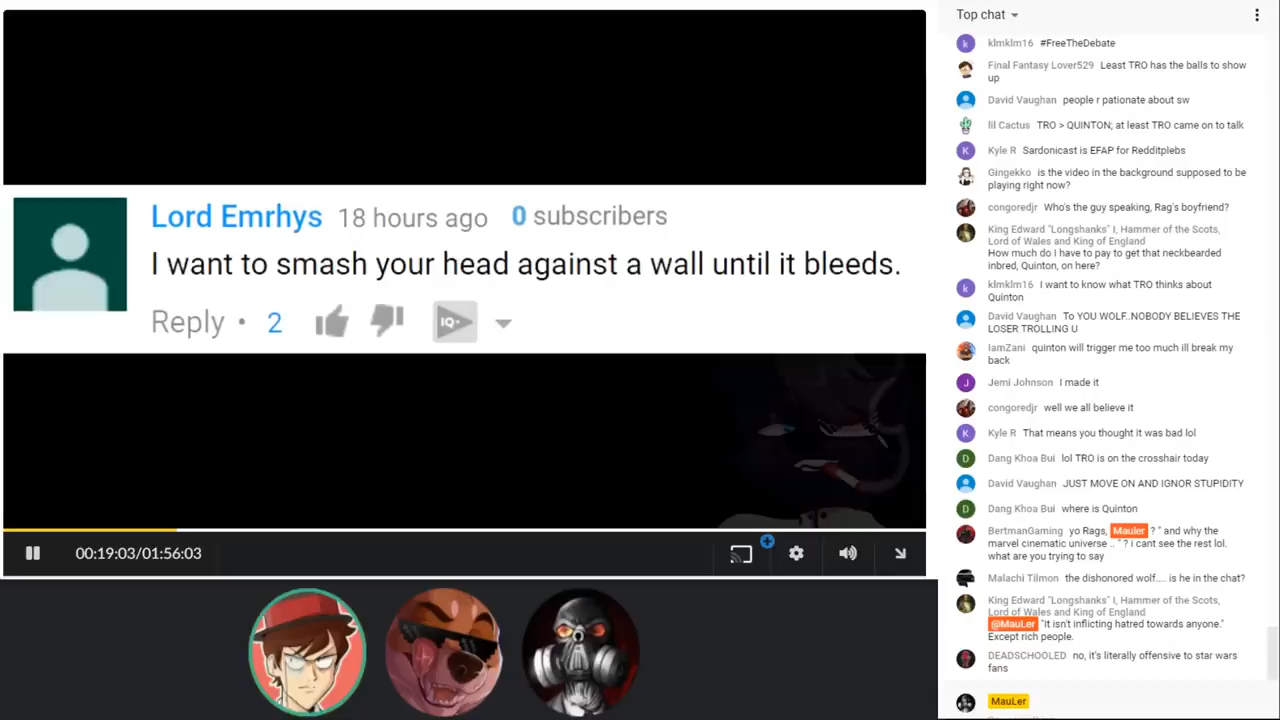 Lord Emrhys 18 hours ago 0 subscribers
I want to smash your head against a wall until it bleeds.
Reply • 2 IQ+
00:19:03/01:56:03
Top chat
k klmklm16 #FreeTheDebate
Final Fantasy Lover529 Least TRO has the balls to show
up
David Vaughan people r pationate about sw
lil Cactus TRO > QUINTON; at least TRO came on to talk
K Kyle R Sardonicast is EFAP for Redditplebs
Gingekko is the video in the background supposed to be
playing right now?
congoredjr Who's the guy speaking, Rag's boyfriend?
King Edward "Longshanks" I, Hammer of the Scots,
Lord of Wales and King of England
How much do I have to pay to get that neckbearded
inbred, Quinton, on here?
k klmklm16 I want to know what TRO thinks about
Quinton
David Vaughan To YOU WOLF..NOBODY BELIEVES THE
LOSER TROLLING U
IamZani quinton will trigger me too much ill break my
back
J Jemi Johnson I made it
congoredjr well we all believe it
K Kyle R That means you thought it was bad lol
D Dang Khoa Bui lol TRO is on the crosshair today
David Vaughan JUST MOVE ON AND IGNOR STUPIDITY
D Dang Khoa Bui where is Quinton
BertmanGaming yo Rags, Mauler ? " and why the
marvel cinematic universe .. " ? i cant see the rest lol.
what are you trying to say
Malachi Tilmon the dishonored wolf.... is he in the chat?
King Edward "Longshanks" I, Hammer of the Scots,
Lord of Wales and King of England
@MauLer "It isn't inflicting hatred towards anyone."
Except rich people.
DEADSCHOOLED no, it's literally offensive to star wars
fans
MauLer